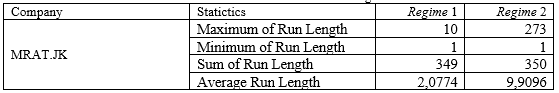 Company Statictics Regime 1 Regime 2
MRAT.JK Maximum of Run Length 10 273
Minimum of Run Length 1 1
Sum of Run Length 349 350
Average Run Length 2,0774 9,9096